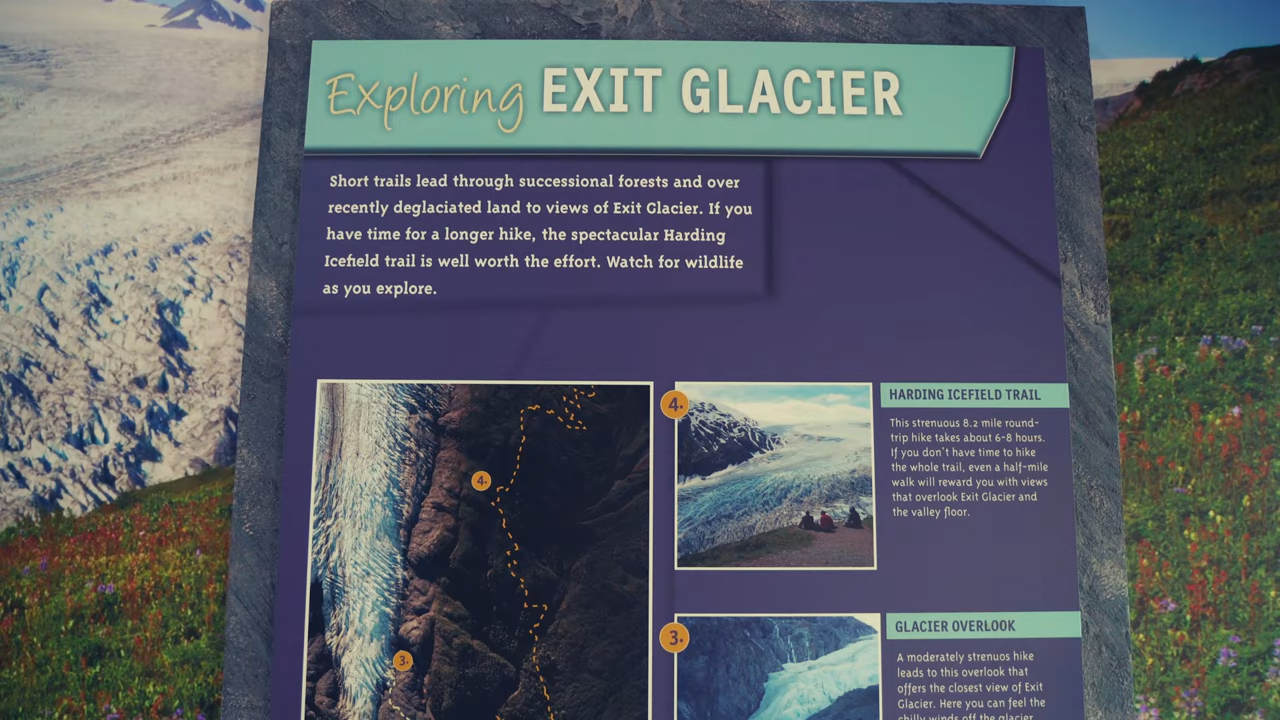 Exploring EXIT GLACIER
Short trails lead through successional forests and over
recently deglaciated land to views of Exit Glacier. If you
have time for a longer hike, the spectacular Harding
Icefield trail is well worth the effort. Watch for wildlife
as you explore.
4.
3.
4.
HARDING ICEFIELD TRAIL
This strenuous 8.2 mile round-
trip hike takes about 6-8 hours.
If you don't have time to hike
the whole trail, even a half-mile
walk will reward you with views
that overlook Exit Glacier and
the valley floor.
3.
GLACIER OVERLOOK
A moderately strenuos hike
leads to this overlook that
offers the closest view of Exit
Glacier. Here you can feel the
chilly winds off the glacier